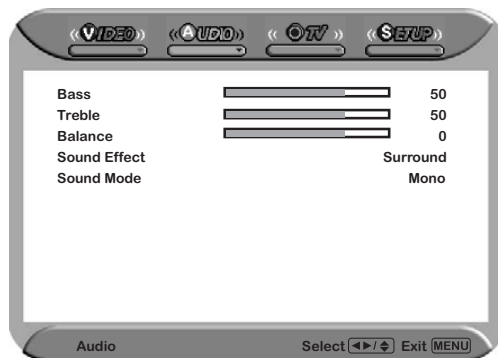 VIDEO AUDIO TV SETUP
Bass 50
Treble 50
Balance 0
Sound Effect Surround
Sound Mode Mono
Audio Select ◄►/◆ Exit MENU